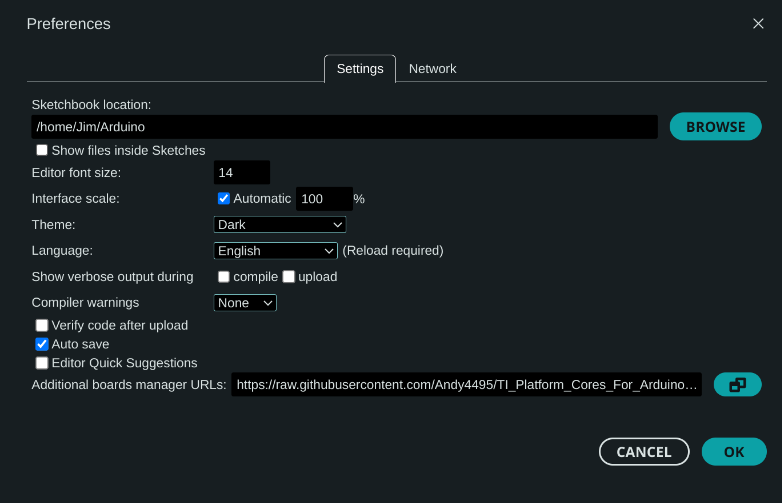 Preferences
Settings Network
Sketchbook location:
/home/Jim/Arduino BROWSE
Show files inside Sketches
Editor font size: 14
Interface scale: Automatic 100 %
Theme: Dark
Language: English (Reload required)
Show verbose output during compile upload
Compiler warnings None
Verify code after upload
Auto save
Editor Quick Suggestions
Additional boards manager URLs: https://raw.githubusercontent.com/Andy4495/TI_Platform_Cores_For_Arduino...
CANCEL OK